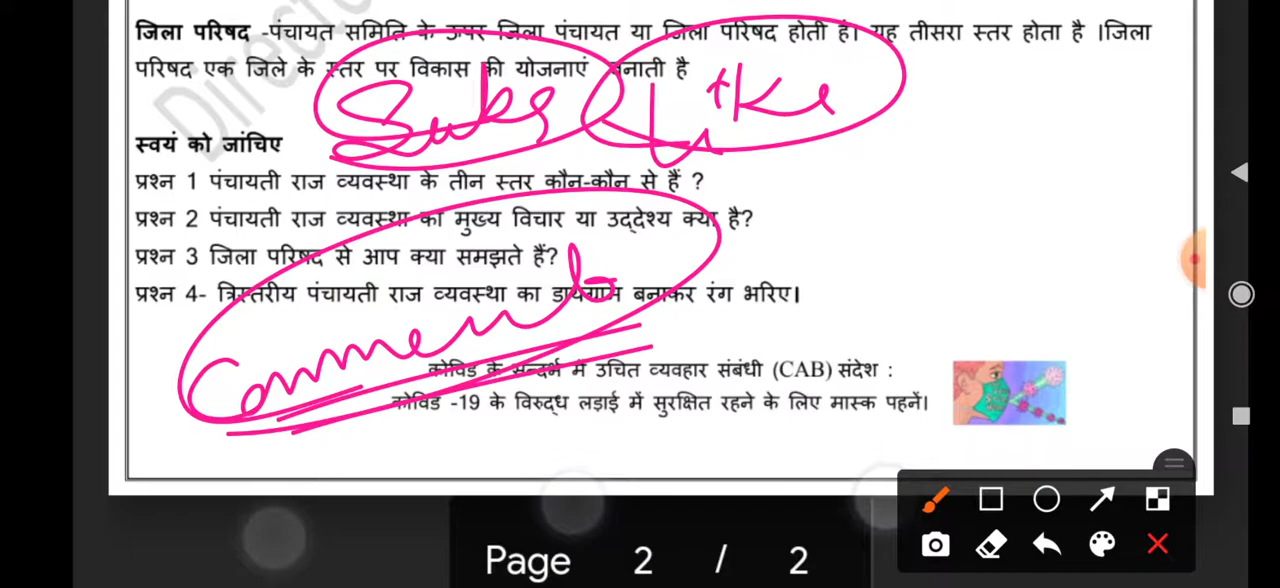 जिला परिषद -पंचायत समिति के ऊपर जिला पंचायत या जिला परिषद होती है। यह तीसरा स्तर होता है ।जिला
परिषद एक जिले के स्तर पर विकास की योजनाएं बनाती है
Direct
Subs
Like
स्वयं को जांचिए
प्रश्न 1 पंचायती राज व्यवस्था के तीन स्तर कौन-कौन से हैं ?
प्रश्न 2 पंचायती राज व्यवस्था का मुख्य विचार या उद्देश्य क्या है?
प्रश्न 3 जिला परिषद से आप क्या समझते हैं?
प्रश्न 4- त्रिस्तरीय पंचायती राज व्यवस्था का डायग्राम बनाकर रंग भरिए।
Comment
कोविड के सन्दर्भ में उचित व्यवहार संबंधी (CAB) संदेश :
कोविड -19 के विरुद्ध लड़ाई में सुरक्षित रहने के लिए मास्क पहनें।
Page 2 / 2